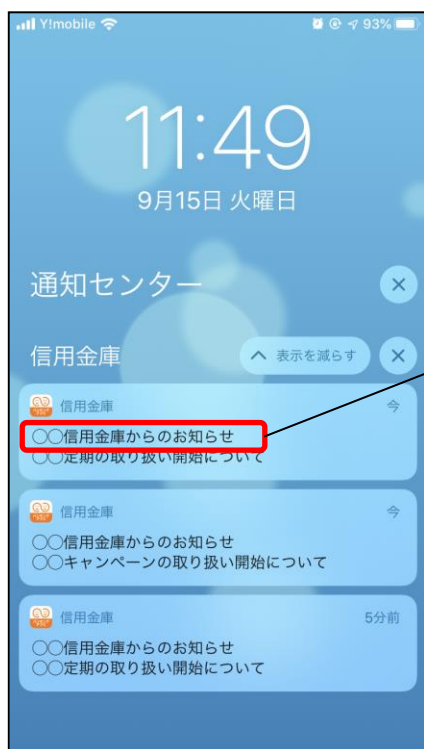 Y!mobile 93%
11:49
9月15日 火曜日
通知センター
信用金庫 表示を減らす
信用金庫 今
○○信用金庫からのお知らせ
○○定期の取り扱い開始について
信用金庫 今
○○信用金庫からのお知らせ
○○キャンペーンの取り扱い開始について
信用金庫 5分前
○○信用金庫からのお知らせ
○○定期の取り扱い開始について